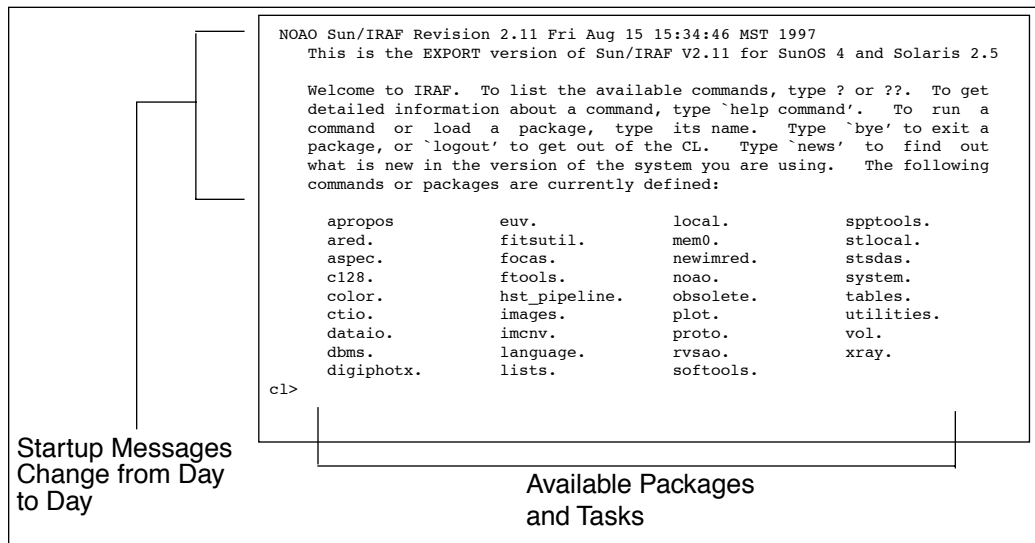 NOAO Sun/IRAF Revision 2.11 Fri Aug 15 15:34:46 MST 1997
This is the EXPORT version of Sun/IRAF V2.11 for SunOS 4 and Solaris 2.5
Welcome to IRAF. To list the available commands, type ? or ??. To get
detailed information about a command, type `help command'. To run a
command or load a package, type its name. Type `bye' to exit a
package, or `logout' to get out of the CL. Type `news' to find out
what is new in the version of the system you are using. The following
commands or packages are currently defined:
apropos euv. local. spptools.
ared. fitsutil. mem0. stlocal.
aspec. focas. newimred. stsdas.
c128. ftools. noao. system.
color. hst_pipeline. obsolete. tables.
ctio. images. plot. utilities.
dataio. imcnv. proto. vol.
dbms. language. rvsao. xray.
digiphotx. lists. softools.
cl>
Startup Messages
Change from Day
to Day
Available Packages
and Tasks